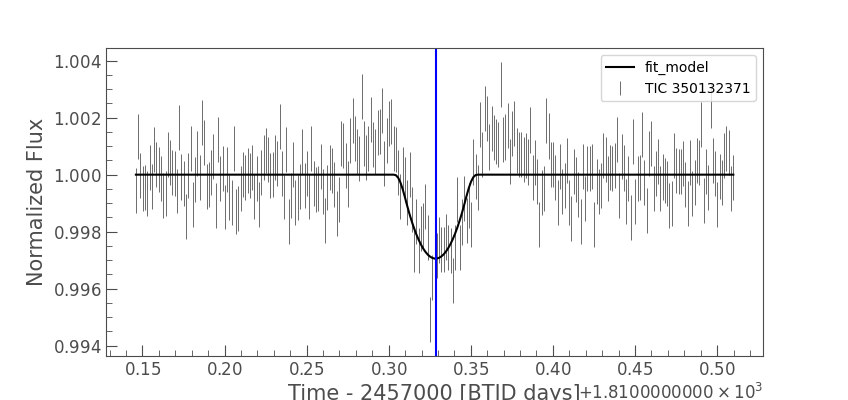 1.004
1.002
1.000
0.998
0.996
0.994
Normalized Flux
fit_model
TIC 350132371
0.15 0.20 0.25 0.30 0.35 0.40 0.45 0.50
Time - 2457000 [BTJD days]
+1.8100000000 × 10³